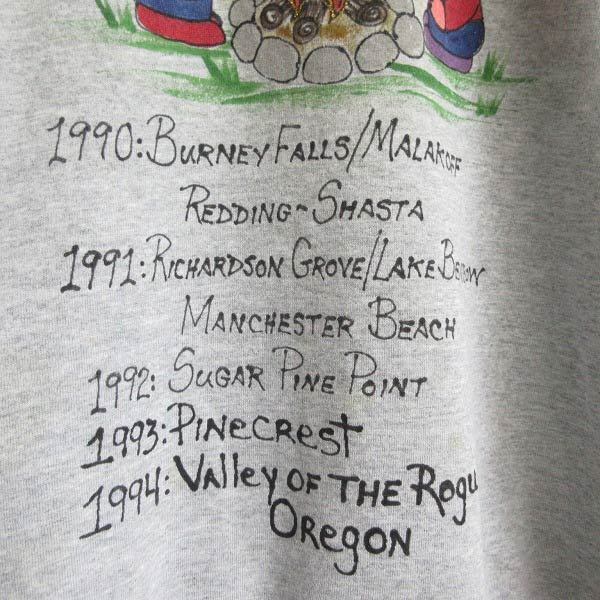 1990: BURNEY FALLS/MALAKOFF
REDDING~SHASTA
1991: RICHARDSON GROVE/LAKE
MANCHESTER BEACH
1992: SUGAR PINE POINT
1993: PINECREST
1994: VAlley OF THE Rogu
OregoN